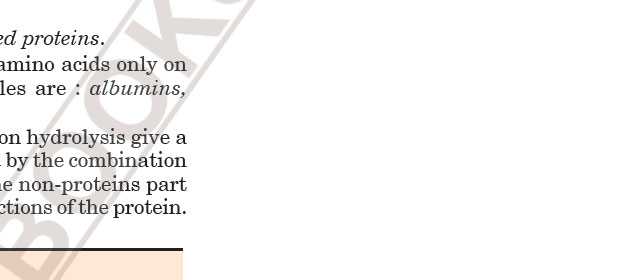 ed proteins.
amino acids only on
les are : albumins,
on hydrolysis give a
by the combination
non-proteins part
ctions of the protein.
BOOK